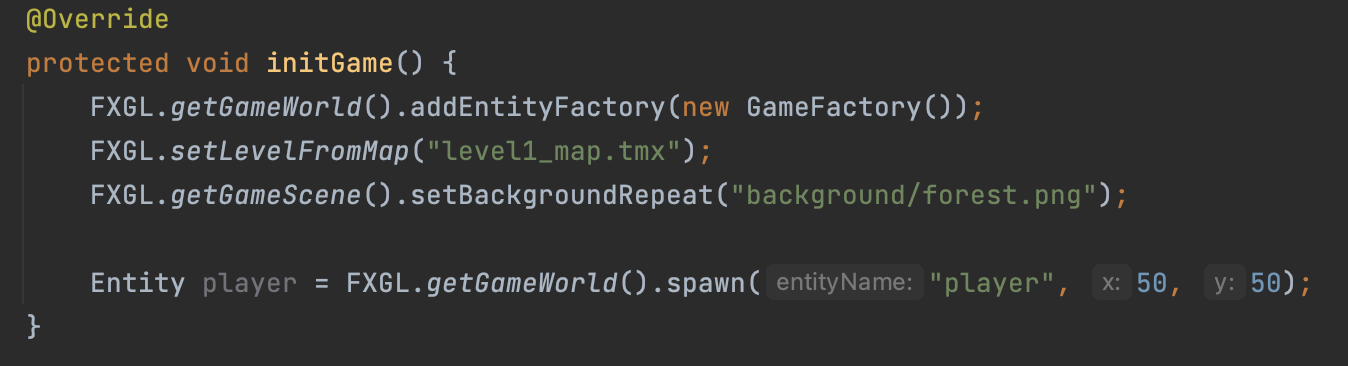 @Override
protected void initGame() {
FXGL.getGameWorld().addEntityFactory(new GameFactory());
FXGL.setLevelFromMap("level1_map.tmx");
FXGL.getGameScene().setBackgroundRepeat("background/forest.png");
Entity player = FXGL.getGameWorld().spawn( entityName: "player", x: 50, y: 50);
}